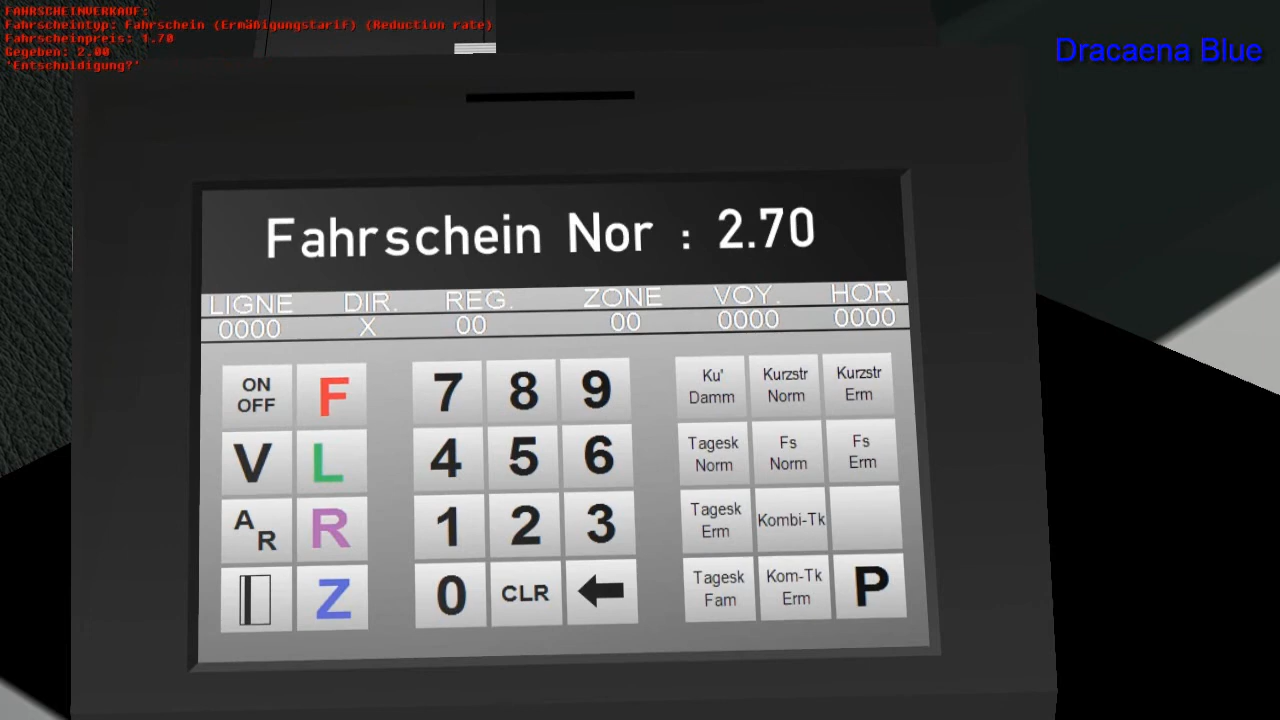 FAHRSCHEINVERKAUF:
Fahrscheintyp: Fahrschein (Ermäßigungstarif) (Reduction rate)
Fahrscheinpreis: 1.70
Gegeben: 2.00
'Entschuldigung?'
Dracaena Blue
Fahrschein Nor : 2.70
LIGNE DIR. REG. ZONE VOY. HOR.
0000 X 00 00 0000 0000
ON
OFF
F
7
8
9
Ku'
Damm
Kurzstr
Norm
Kurzstr
Erm
V
L
4
5
6
Tagesk
Norm
Fs
Norm
Fs
Erm
A
R
R
1
2
3
Tagesk
Erm
Kombi-Tk
Z
0
CLR
Tagesk
Fam
Kom-Tk
Erm
P